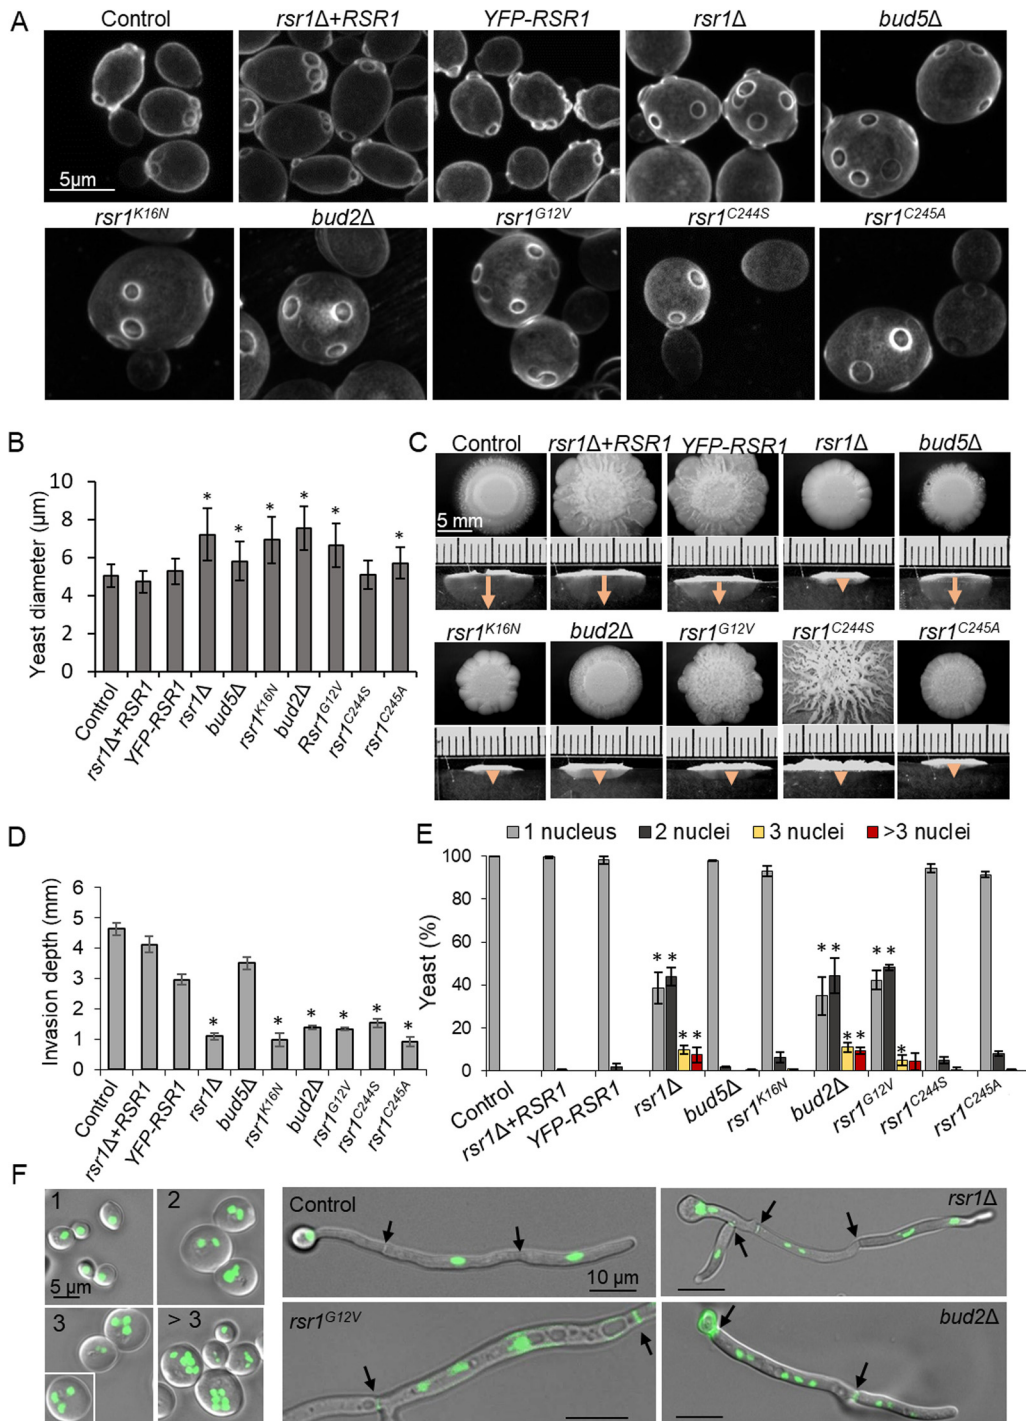 A
Control
rsr1Δ+RSR1
YFP-RSR1
rsr1Δ
bud5Δ
5µm
rsr1K16N
bud2Δ
rsr1G12V
rsr1C244S
rsr1C245A
B
Yeast diameter (µm)
10
8
6
4
2
0
* * * * * *
Control
rsr1Δ+RSR1
YFP-RSR1
rsr1Δ
bud5Δ
rsr1K16N
bud2Δ
Rsr1G12V
rsr1C244S
rsr1C245A
C
Control
rsr1Δ+RSR1
YFP-RSR1
rsr1Δ
bud5Δ
5 mm
rsr1K16N
bud2Δ
rsr1G12V
rsr1C244S
rsr1C245A
D
Invasion depth (mm)
6
5
4
3
2
1
0
* * * * * *
Control
rsr1Δ+RSR1
YFP-RSR1
rsr1Δ
bud5Δ
rsr1K16N
bud2Δ
rsr1G12V
rsr1C244S
rsr1C245A
E
1 nucleus
2 nuclei
3 nuclei
>3 nuclei
Yeast (%)
100
80
60
40
20
0
* * * *
* * * *
* * *
Control
rsr1Δ+RSR1
YFP-RSR1
rsr1Δ
bud5Δ
rsr1K16N
bud2Δ
rsr1G12V
rsr1C244S
rsr1C245A
F
1
2
5 µm
3
> 3
Control
10 µm
rsr1Δ
rsr1G12V
bud2Δ